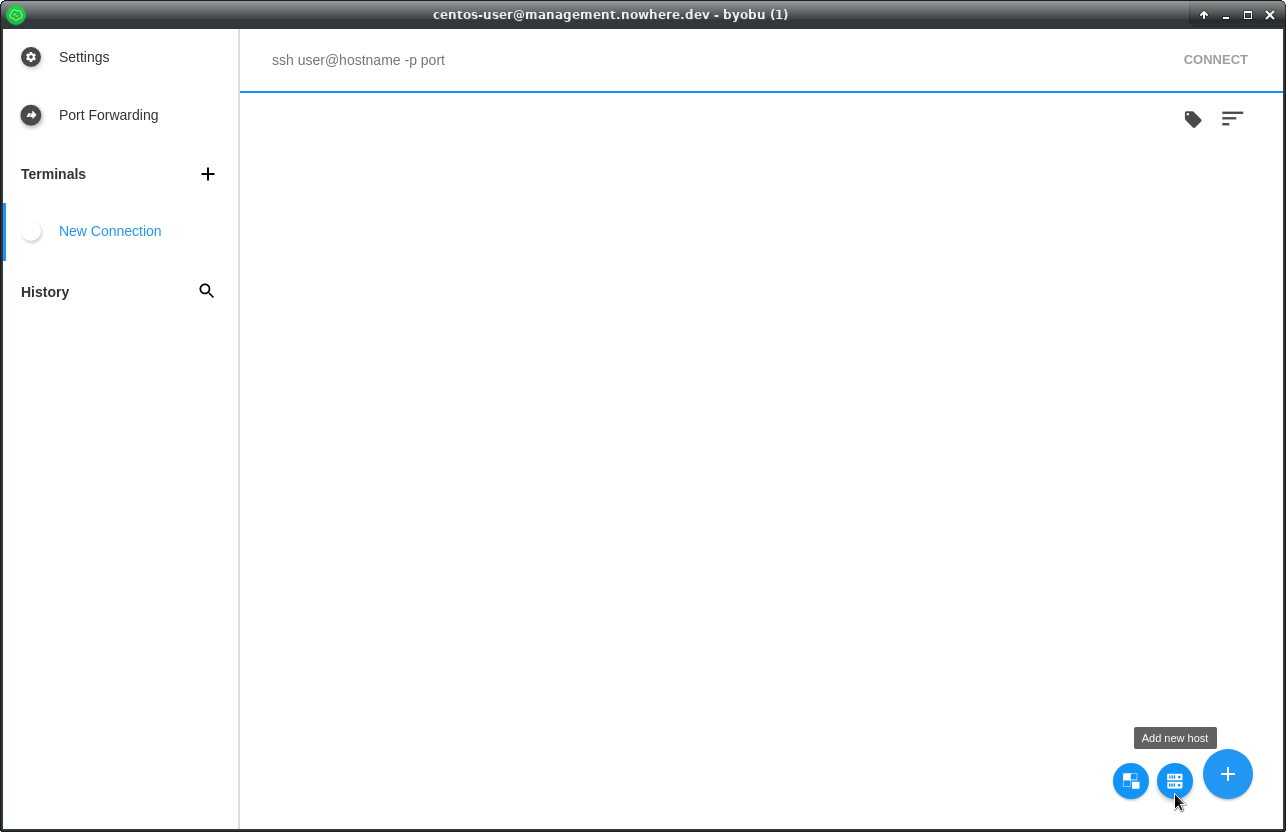 centos-user@management.nowhere.dev - byobu (1)
Settings
ssh user@hostname -p port
CONNECT
Port Forwarding
Terminals
New Connection
History
Add new host